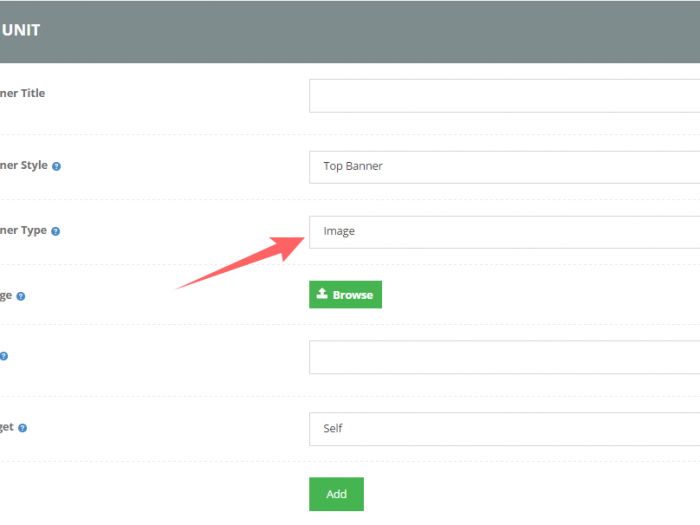 UNIT
ner Title
ner Style ?
Top Banner
ner Type ?
Image
ge ?
Browse
?
get ?
Self
Add